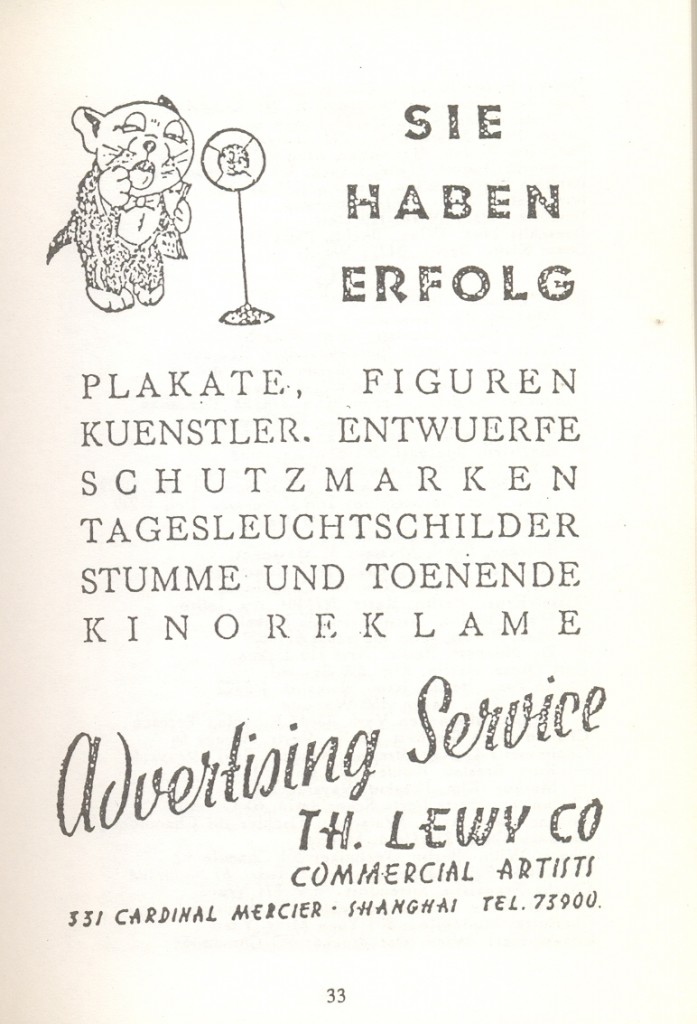 SIE
HABEN
ERFOLG
PLAKATE, FIGUREN
KUENSTLER. ENTWUERFE
SCHUTZMARKEN
TAGESLEUCHTSCHILDER
STUMME UND TOENENDE
KINOREKLAME
Advertising Service
TH. LEWY CO
COMMERCIAL ARTISTS
331 CARDINAL MERCIER · SHANGHAI TEL. 73900.
33